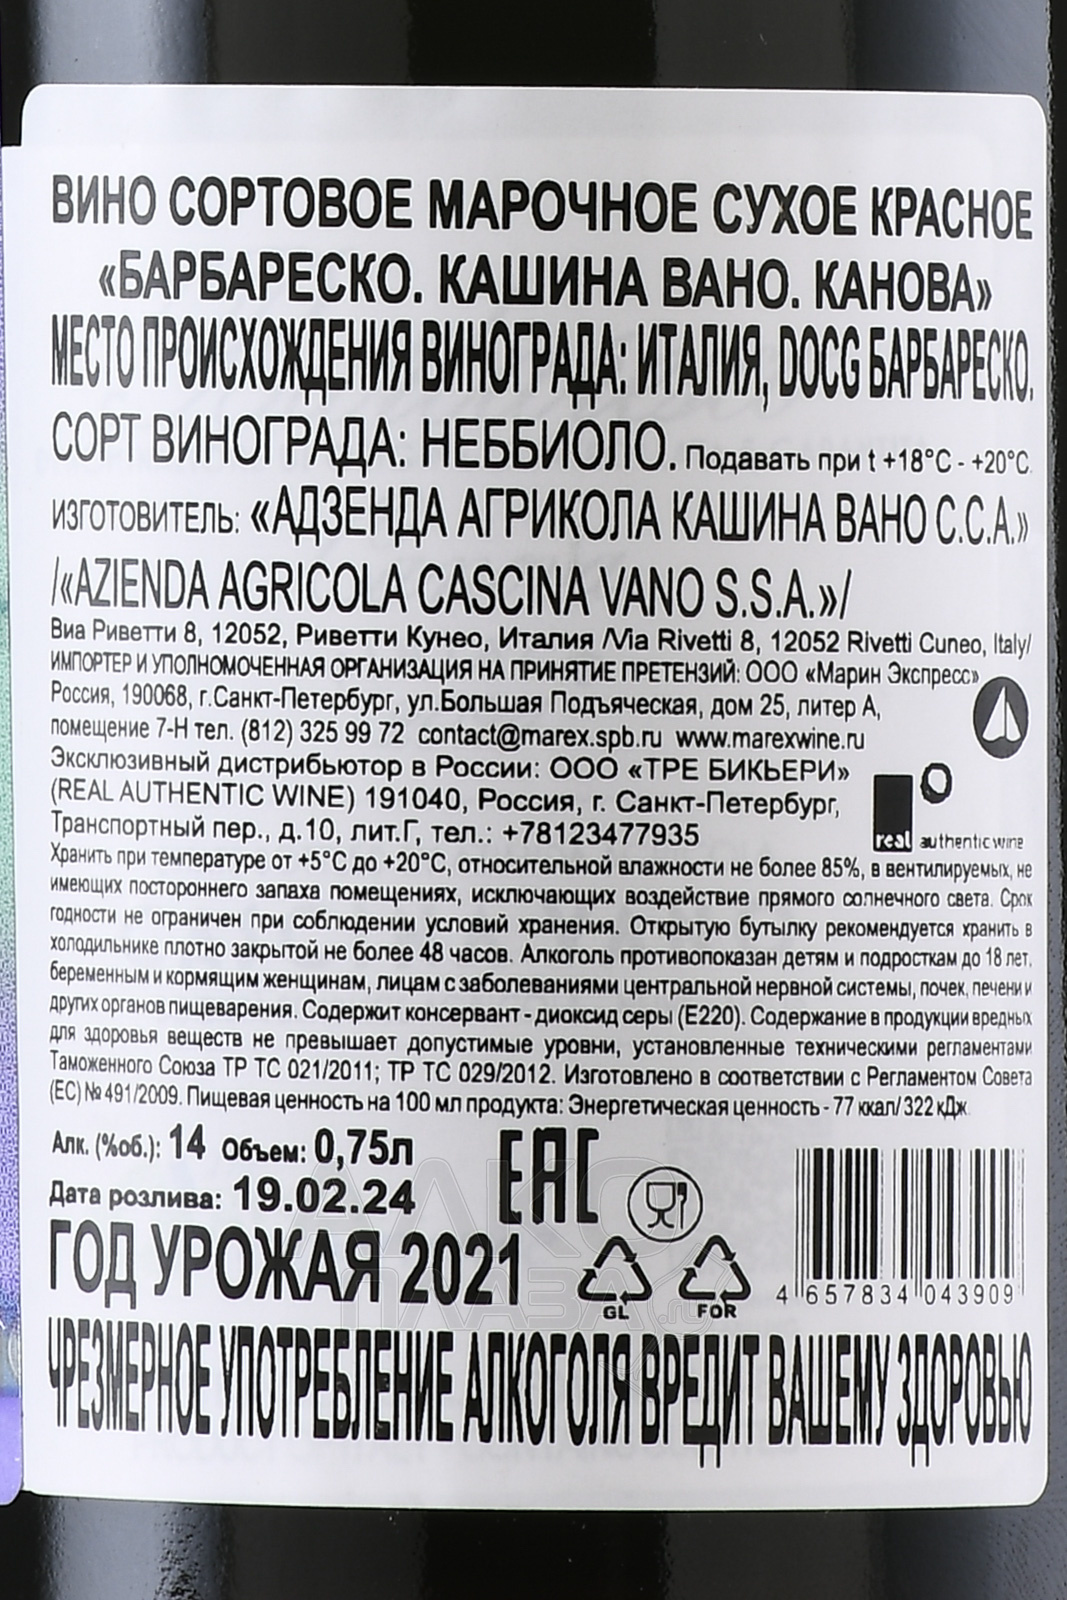 ВИНО СОРТОВОЕ МАРОЧНОЕ СУХОЕ КРАСНОЕ
«БАРБАРЕСКО. КАШИНА ВАНО. КАНОВА»
МЕСТО ПРОИСХОЖДЕНИЯ ВИНОГРАДА: ИТАЛИЯ, DOCG БАРБАРЕСКО.
СОРТ ВИНОГРАДА: НЕББИОЛО. Подавать при t +18°C - +20°C.
ИЗГОТОВИТЕЛЬ: «АДЗЕНДА АГРИКОЛА КАШИНА ВАНО С.С.А.»
/«AZIENDA AGRICOLA CASCINA VANO S.S.A.»/
Виа Риветти 8, 12052, Риветти Кунео, Италия /Via Rivetti 8, 12052 Rivetti Cuneo, Italy/
ИМПОРТЕР И УПОЛНОМОЧЕННАЯ ОРГАНИЗАЦИЯ НА ПРИНЯТИЕ ПРЕТЕНЗИЙ: ООО «Марин Экспресс»
Россия, 190068, г.Санкт-Петербург, ул.Большая Подъяческая, дом 25, литер А,
помещение 7-Н тел. (812) 325 99 72 contact@marex.spb.ru www.marexwine.ru
Эксклюзивный дистрибьютор в России: ООО «ТРЕ БИКЬЕРИ»
(REAL AUTHENTIC WINE) 191040, Россия, г. Санкт-Петербург,
Транспортный пер., д.10, лит.Г, тел.: +78123477935
real authentic wine
Хранить при температуре от +5°C до +20°C, относительной влажности не более 85%, в вентилируемых, не
имеющих постороннего запаха помещениях, исключающих воздействие прямого солнечного света. Срок
годности не ограничен при соблюдении условий хранения. Открытую бутылку рекомендуется хранить в
холодильнике плотно закрытой не более 48 часов. Алкоголь противопоказан детям и подросткам до 18 лет,
беременным и кормящим женщинам, лицам с заболеваниями центральной нервной системы, почек, печени и
других органов пищеварения. Содержит консервант - диоксид серы (Е220). Содержание в продукции вредных
для здоровья веществ не превышает допустимые уровни, установленные техническими регламентами
Таможенного Союза ТР ТС 021/2011; ТР ТС 029/2012. Изготовлено в соответствии с Регламентом Совета
(ЕС) № 491/2009. Пищевая ценность на 100 мл продукта: Энергетическая ценность - 77 ккал/ 322 кДж
Алк. (%об.): 14 Объем: 0,75л
EAC
Дата розлива: 19.02.24
ГОД УРОЖАЯ 2021
GL
FOR
4 657834 043909
АЛКО
ПЛАЗА.ru
ЧРЕЗМЕРНОЕ УПОТРЕБЛЕНИЕ АЛКОГОЛЯ ВРЕДИТ ВАШЕМУ ЗДОРОВЬЮ